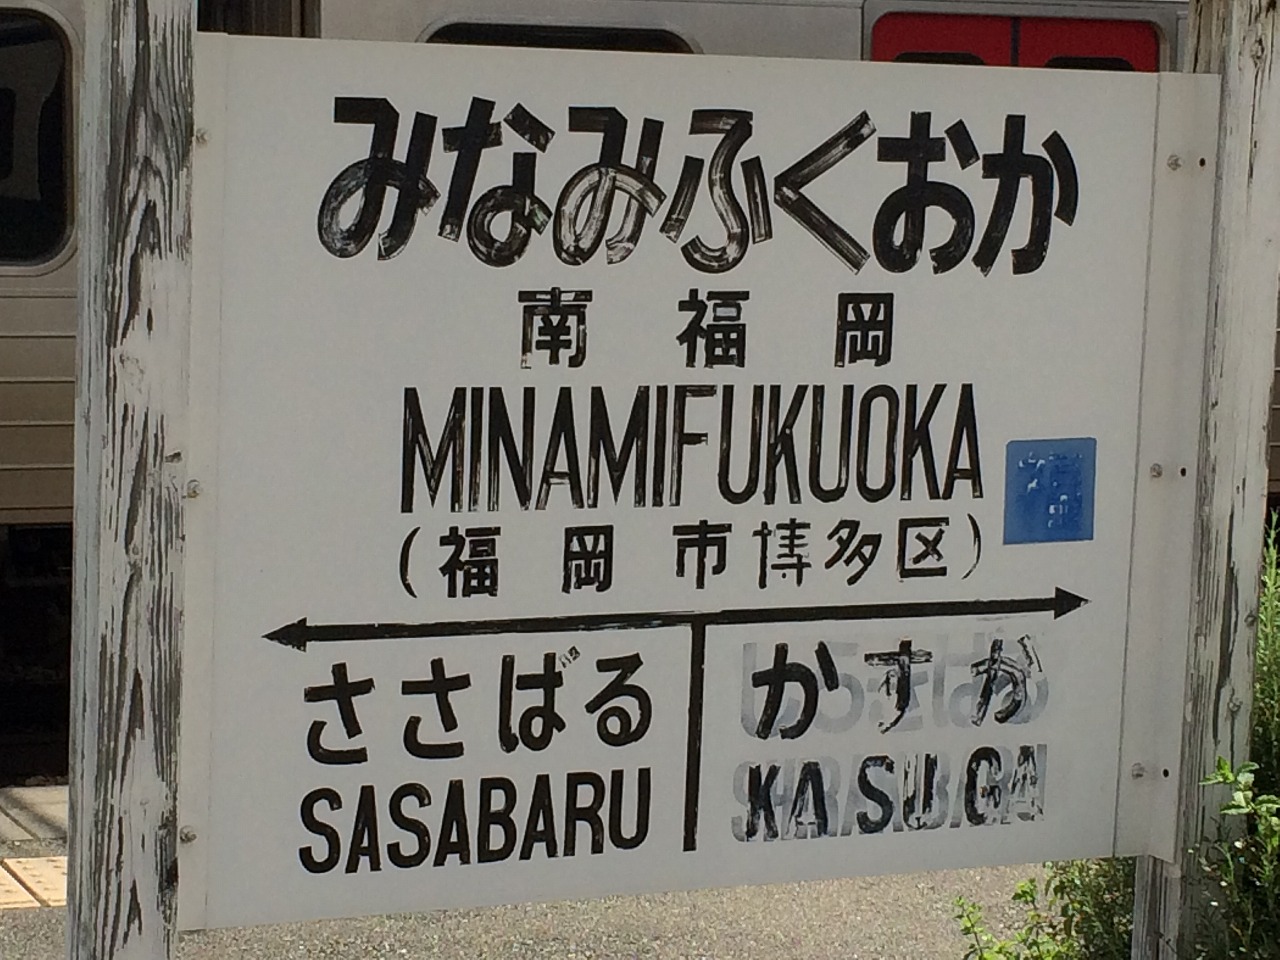 みなみふくおか
南福岡
MINAMIFUKUOKA
(福岡市博多区)
ささばる かすが
SASABARU KASUGA